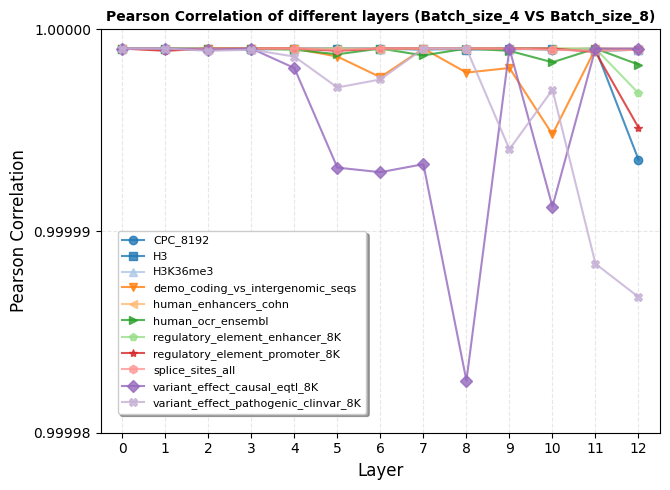 Pearson Correlation of different layers (Batch_size_4 VS Batch_size_8)
1.00000
0.99999
0.99998
Pearson Correlation
CPC_8192
H3
H3K36me3
demo_coding_vs_intergenomic_seqs
human_enhancers_cohn
human_ocr_ensembl
regulatory_element_enhancer_8K
regulatory_element_promoter_8K
splice_sites_all
variant_effect_causal_eqtl_8K
variant_effect_pathogenic_clinvar_8K
0 1 2 3 4 5 6 7 8 9 10 11 12
Layer